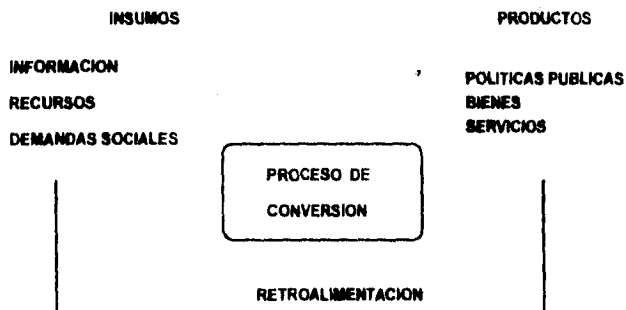 INSUMOS
PRODUCTOS
INFORMACION
RECURSOS
DEMANDAS SOCIALES
POLITICAS PUBLICAS
BIENES
SERVICIOS
PROCESO DE
CONVERSION
RETROALIMENTACION